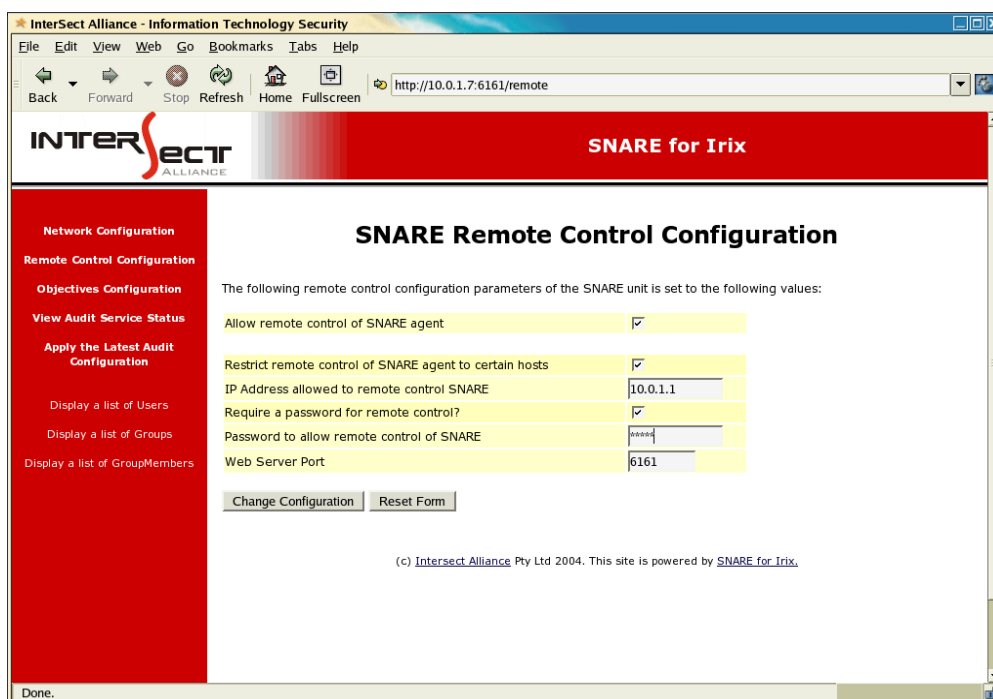 InterSect Alliance - Information Technology Security
File Edit View Web Go Bookmarks Tabs Help
Back Forward Stop Refresh Home Fullscreen
http://10.0.1.7:6161/remote
INTERSECT
ALLIANCE
SNARE for Irix
Network Configuration
Remote Control Configuration
Objectives Configuration
View Audit Service Status
Apply the Latest Audit
Configuration
Display a list of Users
Display a list of Groups
Display a list of GroupMembers
SNARE Remote Control Configuration
The following remote control configuration parameters of the SNARE unit is set to the following values:
Allow remote control of SNARE agent
Restrict remote control of SNARE agent to certain hosts
IP Address allowed to remote control SNARE 10.0.1.1
Require a password for remote control?
Password to allow remote control of SNARE *****
Web Server Port 6161
Change Configuration Reset Form
(c) Intersect Alliance Pty Ltd 2004. This site is powered by SNARE for Irix.
Done.